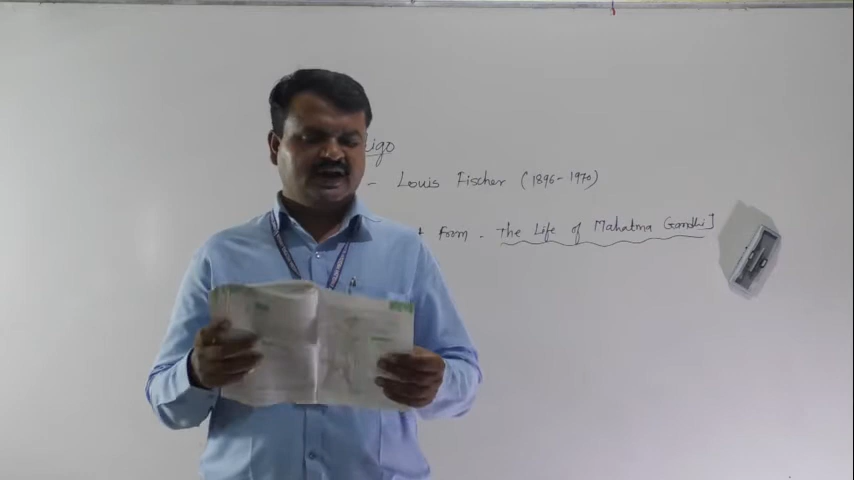 igo
- Louis Fischer (1896-1970)
t Form - The Life of Mahatma Gandhi]